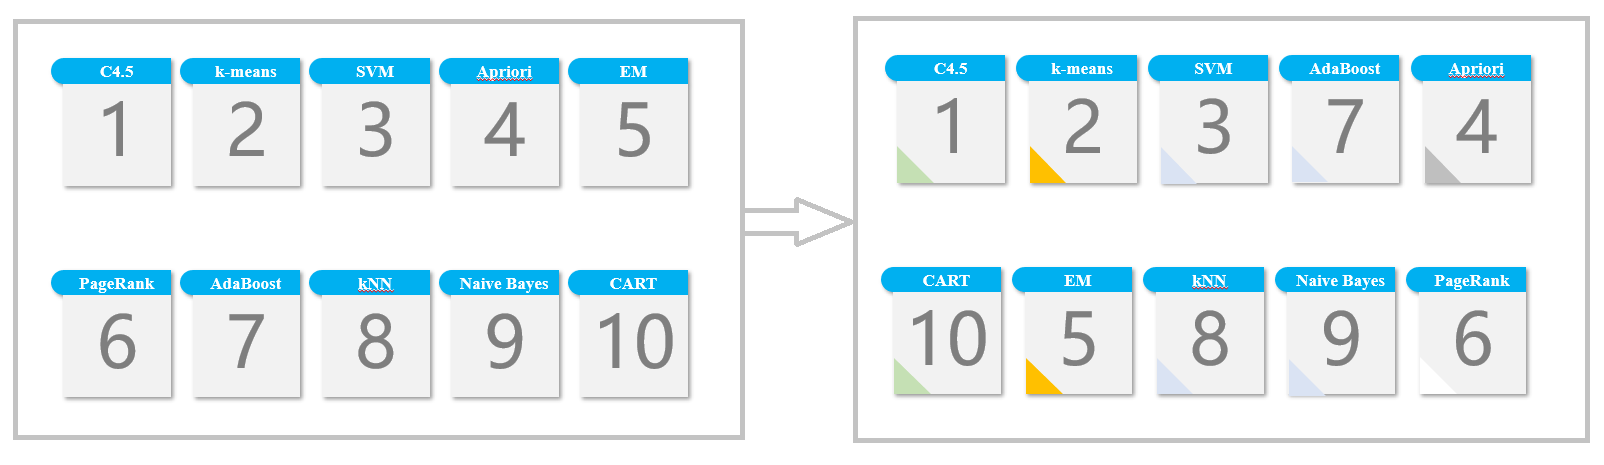 C4.5 k-means SVM Apriori EM
1 2 3 4 5
PageRank AdaBoost kNN Naive Bayes CART
6 7 8 9 10
C4.5 k-means SVM AdaBoost Apriori
1 2 3 7 4
CART EM kNN Naive Bayes PageRank
10 5 8 9 6